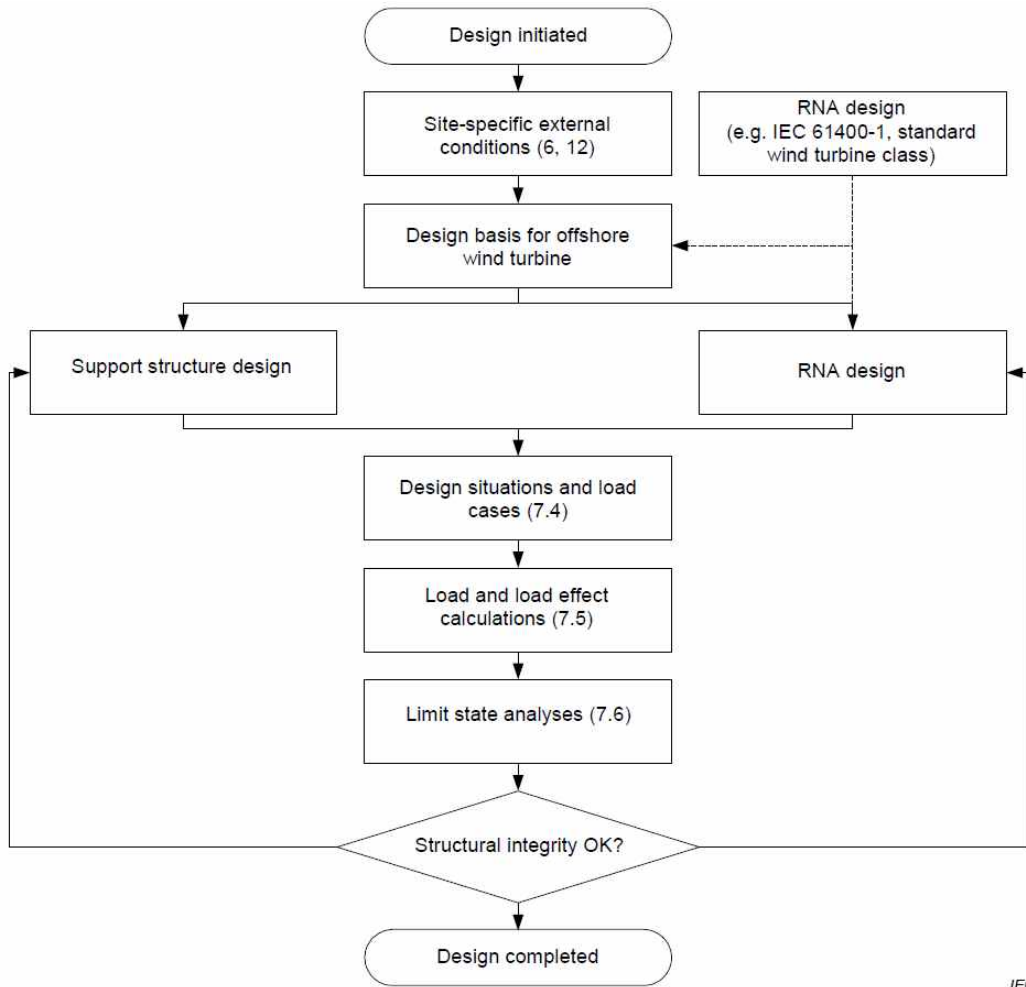 Design initiated
Site-specific external
conditions (6, 12)
RNA design
(e.g. IEC 61400-1, standard
wind turbine class)
Design basis for offshore
wind turbine
Support structure design
RNA design
Design situations and load
cases (7.4)
Load and load effect
calculations (7.5)
Limit state analyses (7.6)
Structural integrity OK?
Design completed